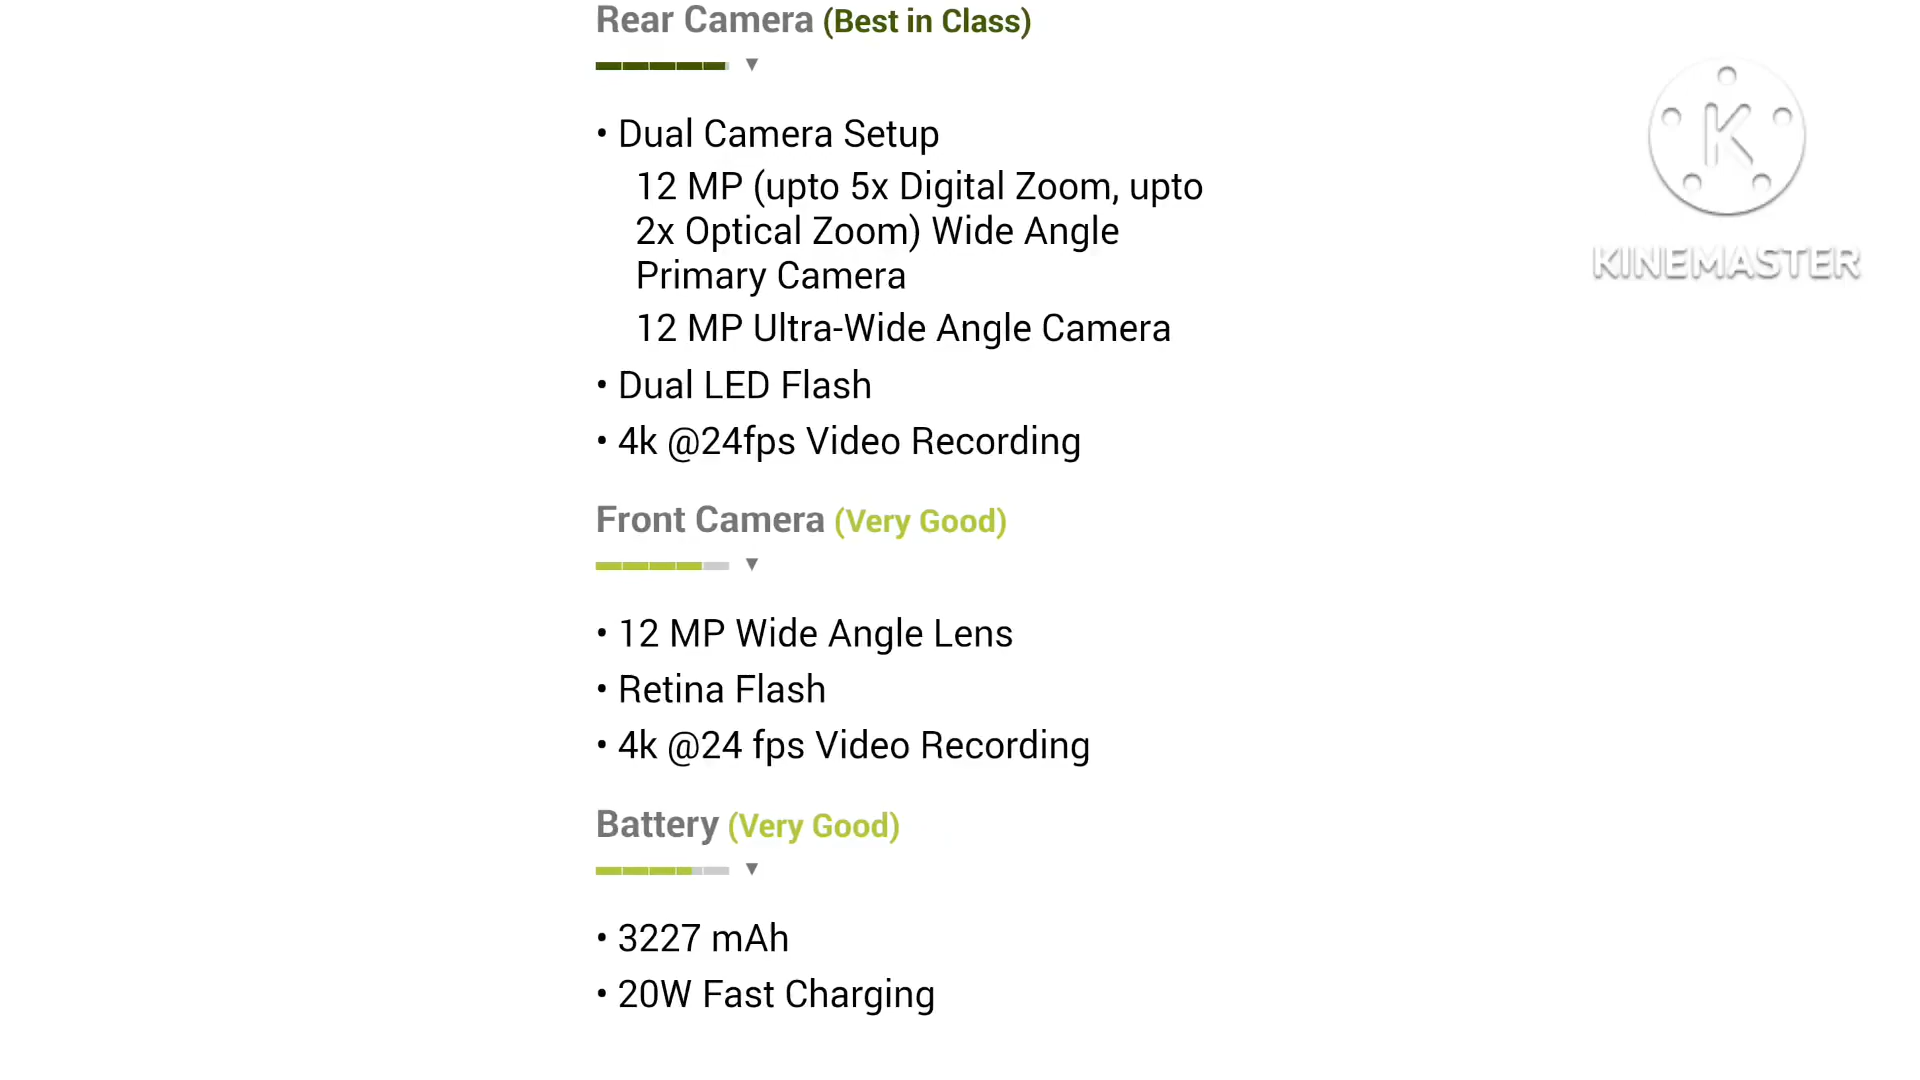 Rear Camera (Best in Class)
▼
• Dual Camera Setup
12 MP (upto 5x Digital Zoom, upto
2x Optical Zoom) Wide Angle
Primary Camera
12 MP Ultra-Wide Angle Camera
• Dual LED Flash
• 4k @24fps Video Recording
Front Camera (Very Good)
▼
• 12 MP Wide Angle Lens
• Retina Flash
• 4k @24 fps Video Recording
Battery (Very Good)
▼
• 3227 mAh
• 20W Fast Charging
K
KINEMASTER